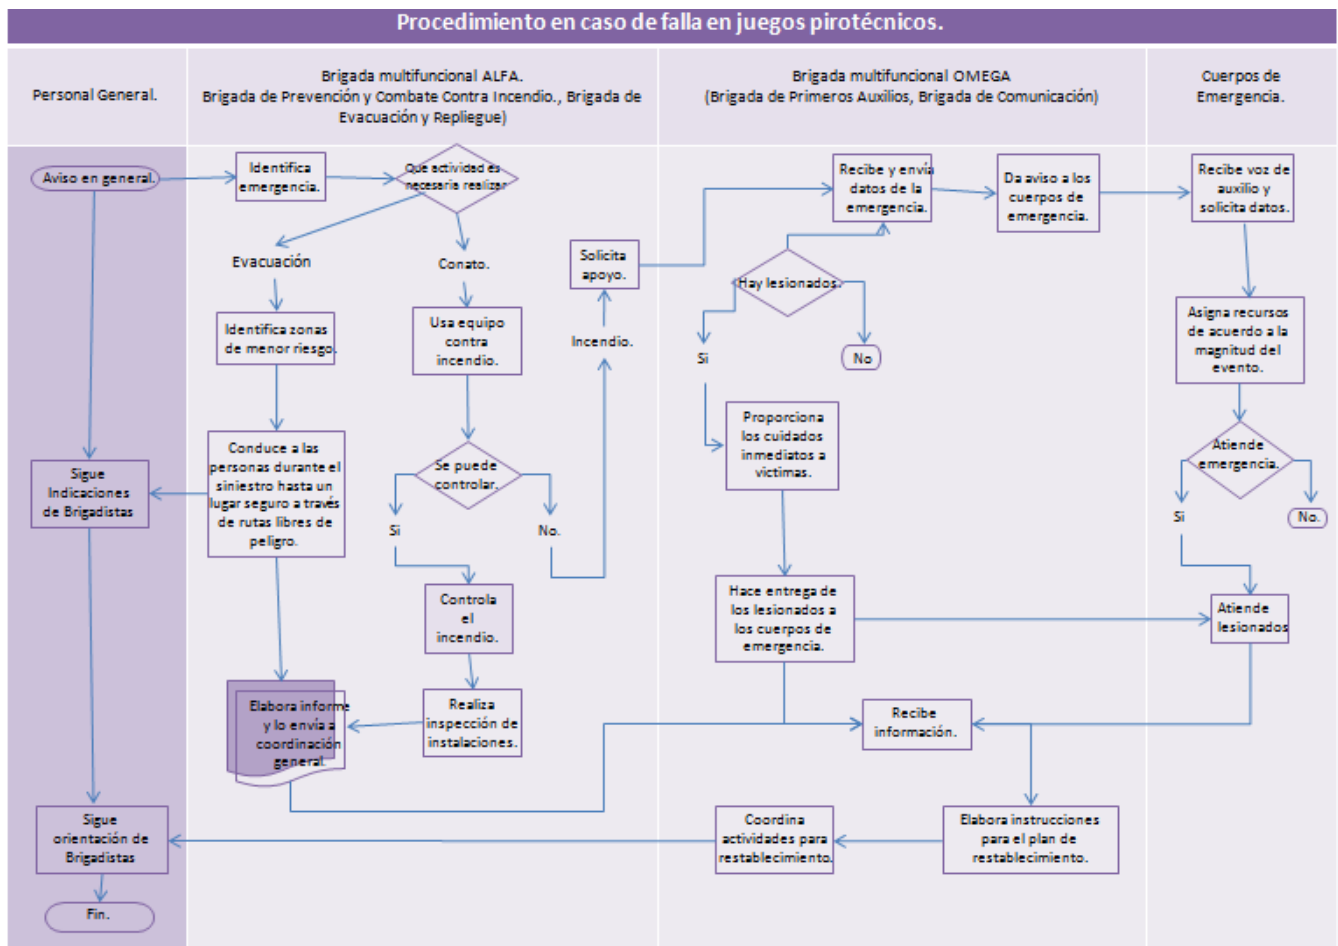 Procedimiento en caso de falla en juegos pirotécnicos.
Personal General.
Brigada multifuncional ALFA.
Brigada de Prevención y Combate Contra Incendio., Brigada de
Evacuación y Repliegue)
Brigada multifuncional OMEGA
(Brigada de Primeros Auxilios, Brigada de Comunicación)
Cuerpos de
Emergencia.
Aviso en general.
Sigue
Indicaciones
de Brigadistas
Sigue
orientación de
Brigadistas
Fin.
Identifica
emergencia.
Que actividad es
necesaria realizar
Evacuación
Identifica zonas
de menor riesgo.
Conduce a las
personas durante el
siniestro hasta un
lugar seguro a través
de rutas libres de
peligro.
Elabora informe
y lo envía a
coordinación
general.
Conato.
Usa equipo
contra
incendio.
Se puede
controlar.
Si
No.
Controla
el
incendio.
Realiza
inspección de
instalaciones.
Incendio.
Solicita
apoyo.
Recibe y envía
datos de la
emergencia.
Da aviso a los
cuerpos de
emergencia.
Hay lesionados.
Si
No
Proporciona
los cuidados
inmediatos a
victimas.
Hace entrega de
los lesionados a
los cuerpos de
emergencia.
Recibe
información.
Elabora instrucciones
para el plan de
restablecimiento.
Coordina
actividades para
restablecimiento.
Recibe voz de
auxilio y
solicita datos.
Asigna recursos
de acuerdo a la
magnitud del
evento.
Atiende
emergencia.
Si
No.
Atiende
lesionados